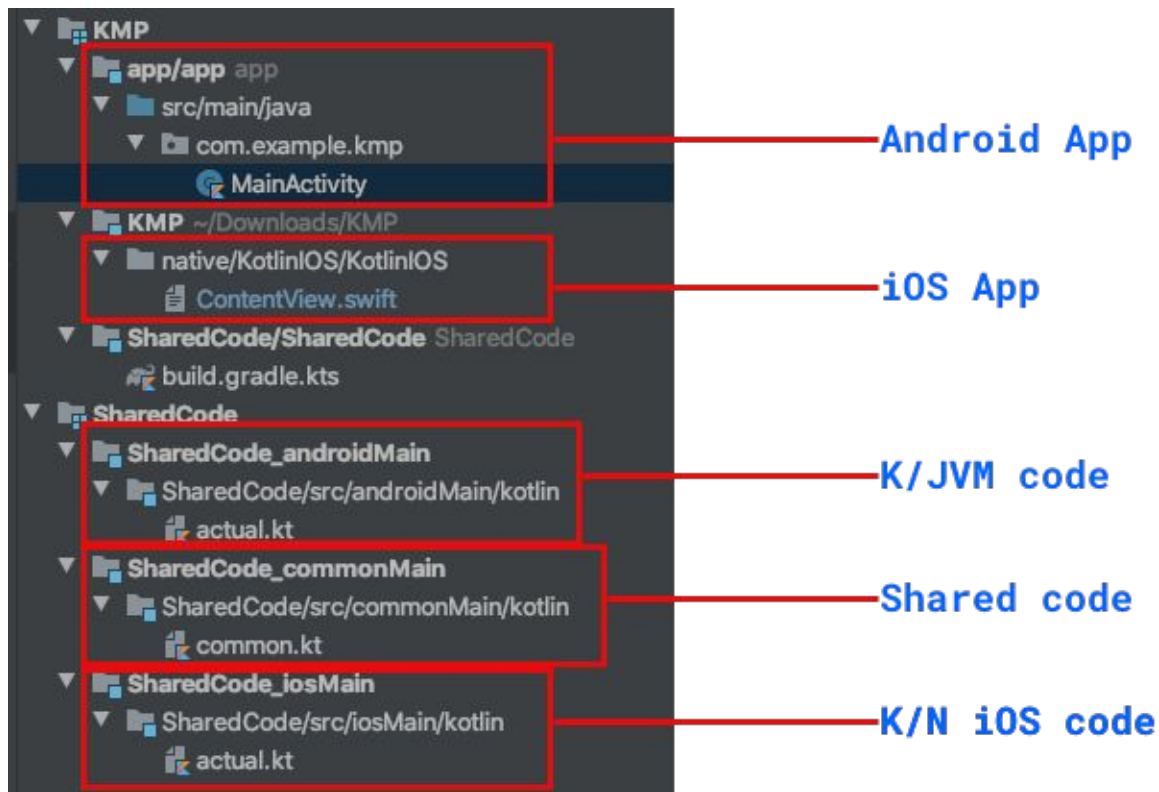 KMP
app/app app
src/main/java
com.example.kmp
MainActivity
Android App
KMP ~/Downloads/KMP
native/KotlinIOS/KotlinIOS
ContentView.swift
iOS App
SharedCode/SharedCode SharedCode
build.gradle.kts
SharedCode
SharedCode_androidMain
SharedCode/src/androidMain/kotlin
actual.kt
K/JVM code
SharedCode_commonMain
SharedCode/src/commonMain/kotlin
common.kt
Shared code
SharedCode_iosMain
SharedCode/src/iosMain/kotlin
actual.kt
K/N iOS code